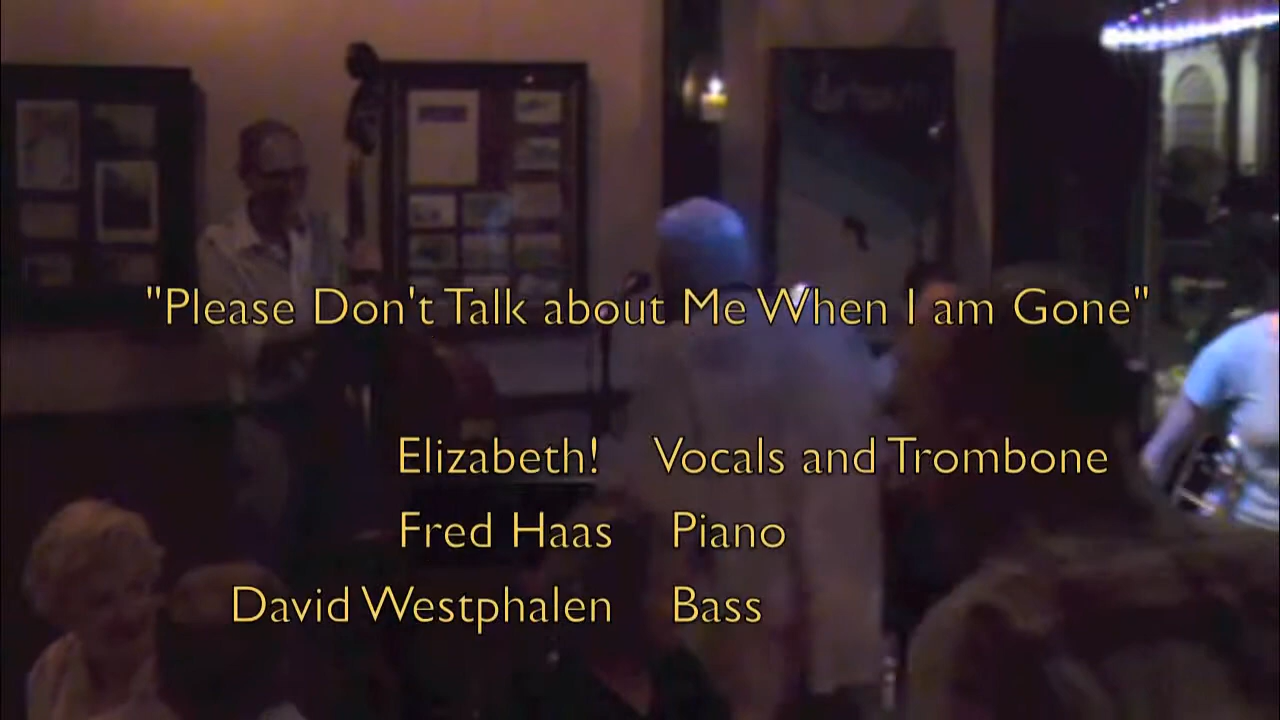 "Please Don't Talk about Me When I am Gone"
Elizabeth! Vocals and Trombone
Fred Haas Piano
David Westphalen Bass